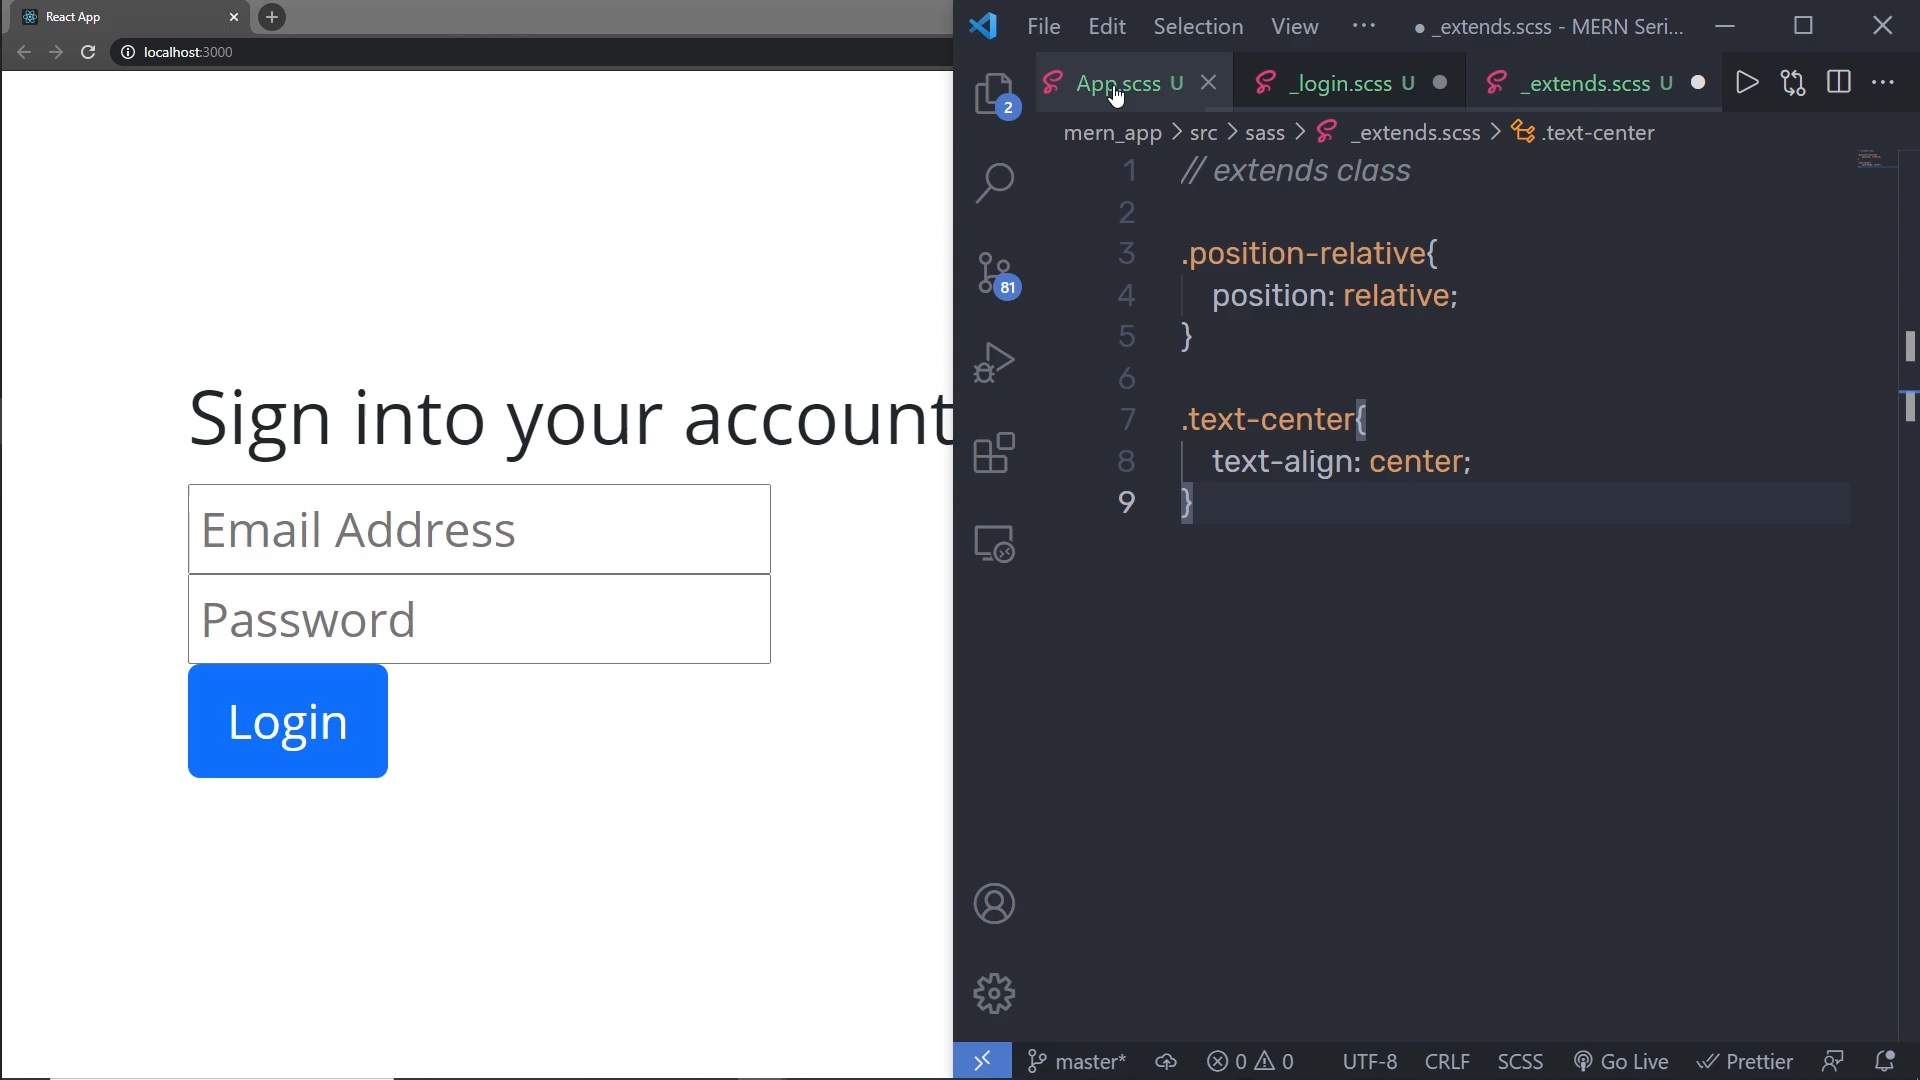 React App
localhost:3000
Sign into your account
Email Address
Password
Login
File Edit Selection View ··· ● _extends.scss - MERN Seri...
App.scss U _login.scss U _extends.scss U
mern_app > src > sass > _extends.scss > .text-center
1 // extends class
2
3 .position-relative{
4 position: relative;
5 }
6
7 .text-center{
8 text-align: center;
9 }
2
81
master* 0 0 UTF-8 CRLF SCSS Go Live Prettier